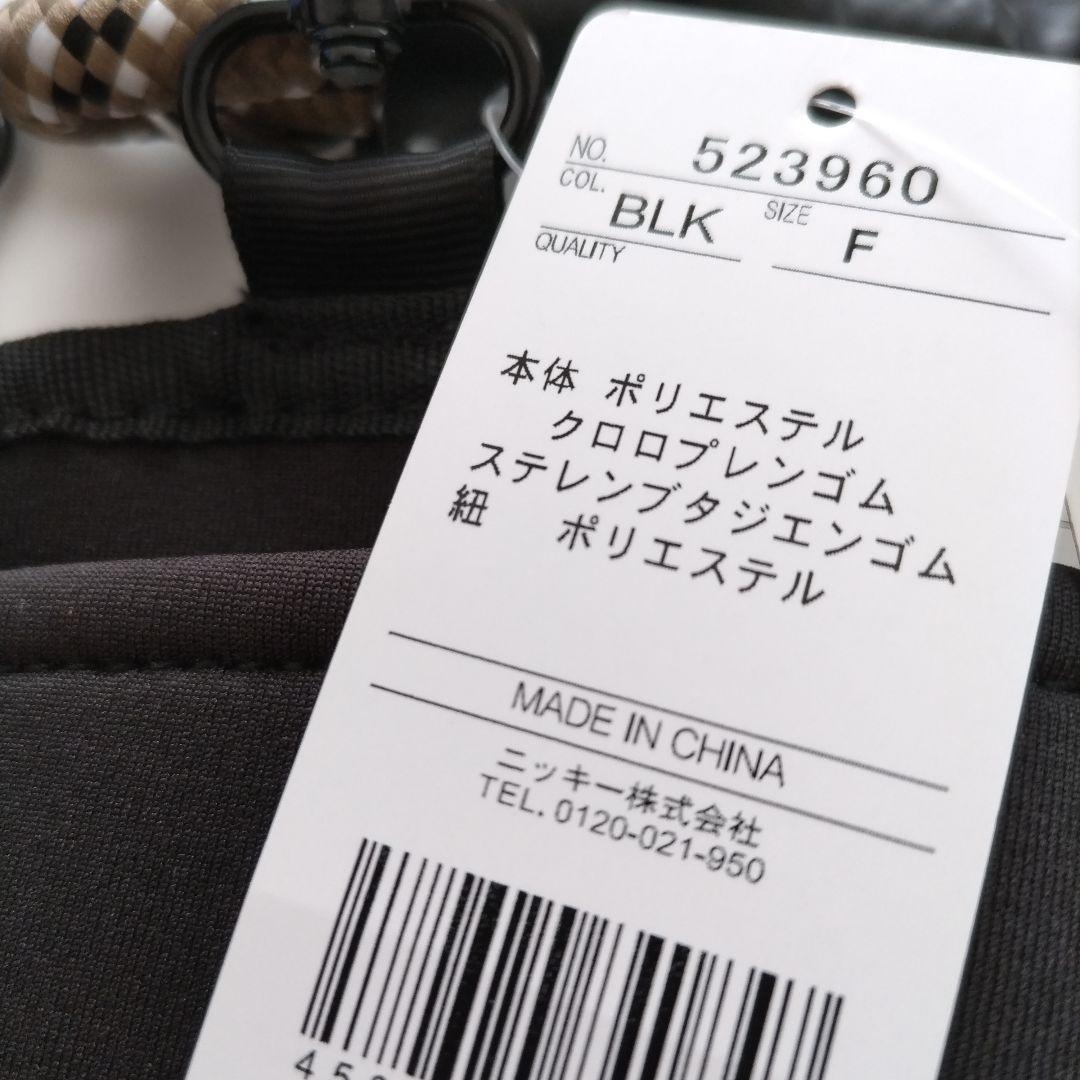 NO. 523960
COL. BLK SIZE F
QUALITY
本体 ポリエステル
クロロプレンゴム
ステレンブタジエンゴム
紐 ポリエステル
MADE IN CHINA
ニッキー株式会社
TEL. 0120-021-950